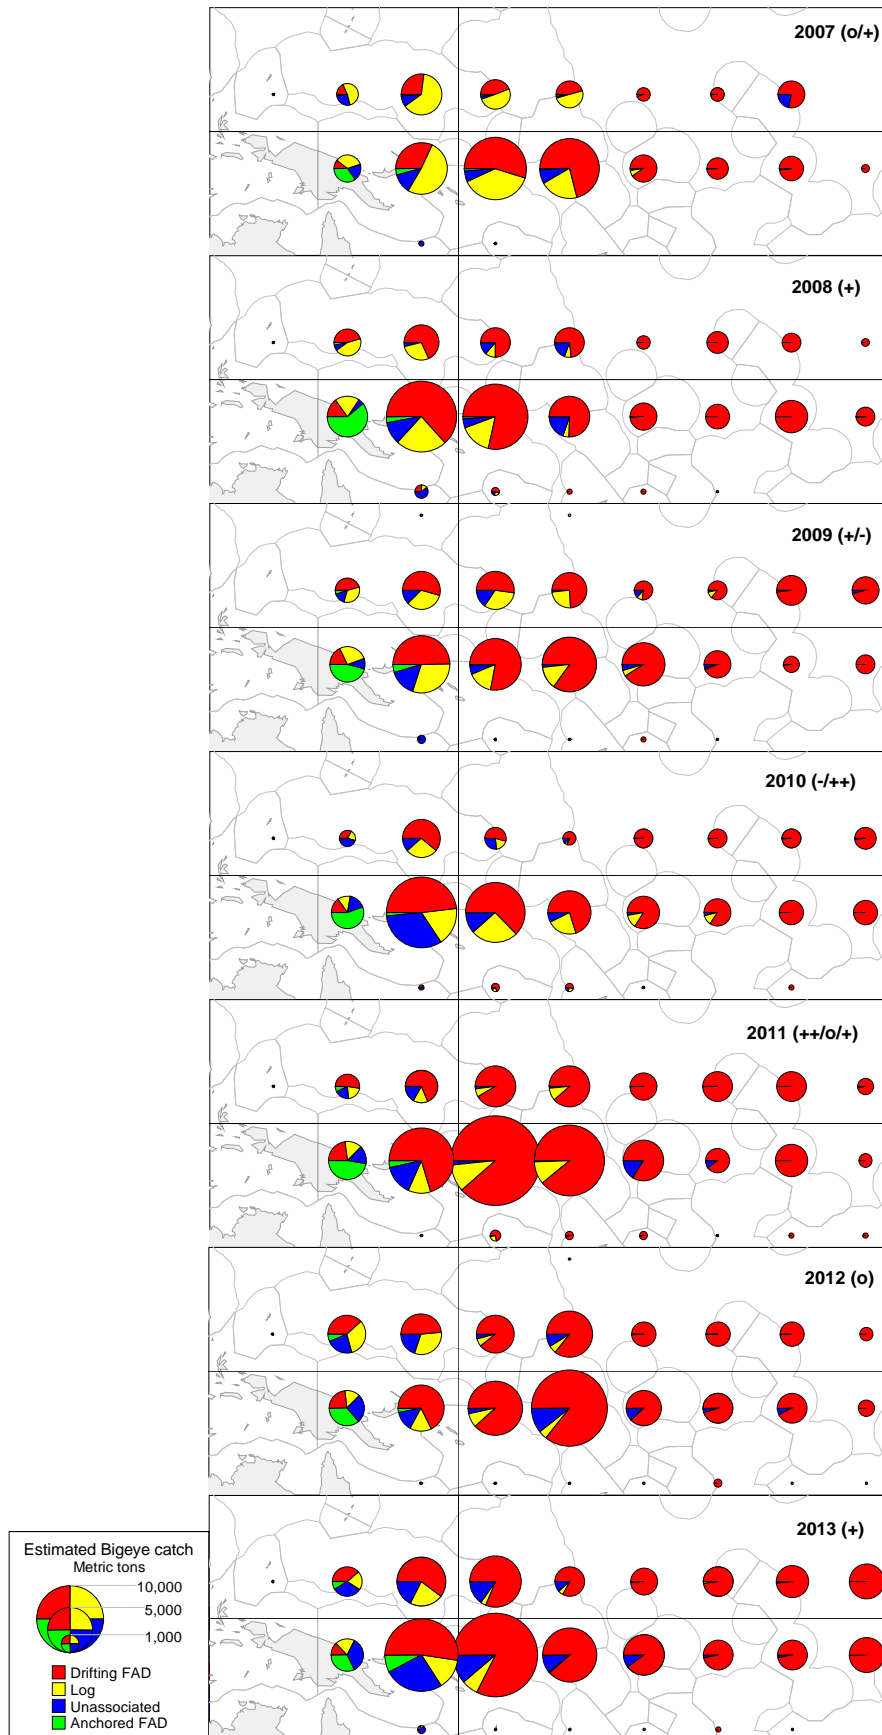 2007 (o/+)
2008 (+)
2009 (+/-)
2010 (-/++)
2011 (++/o/+)
2012 (o)
2013 (+)
Estimated Bigeye catch
Metric tons
10,000
5,000
1,000
Drifting FAD
Log
Unassociated
Anchored FAD